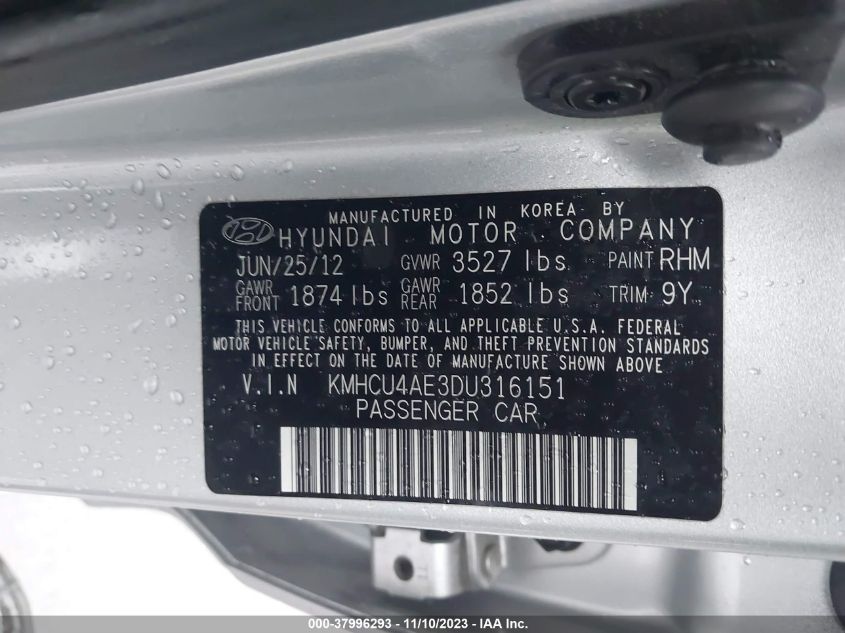 MANUFACTURED IN KOREA BY
HYUNDAI MOTOR COMPANY
JUN/25/12 GVWR 3527 lbs PAINT RHM
GAWR FRONT 1874 lbs GAWR REAR 1852 lbs TRIM 9Y
THIS VEHICLE CONFORMS TO ALL APPLICABLE U.S.A. FEDERAL
MOTOR VEHICLE SAFETY, BUMPER, AND THEFT PREVENTION STANDARDS
IN EFFECT ON THE DATE OF MANUFACTURE SHOWN ABOVE
V.I.N KMHCU4AE3DU316151
PASSENGER CAR
000-37996293 - 11/10/2023 - IAA Inc.